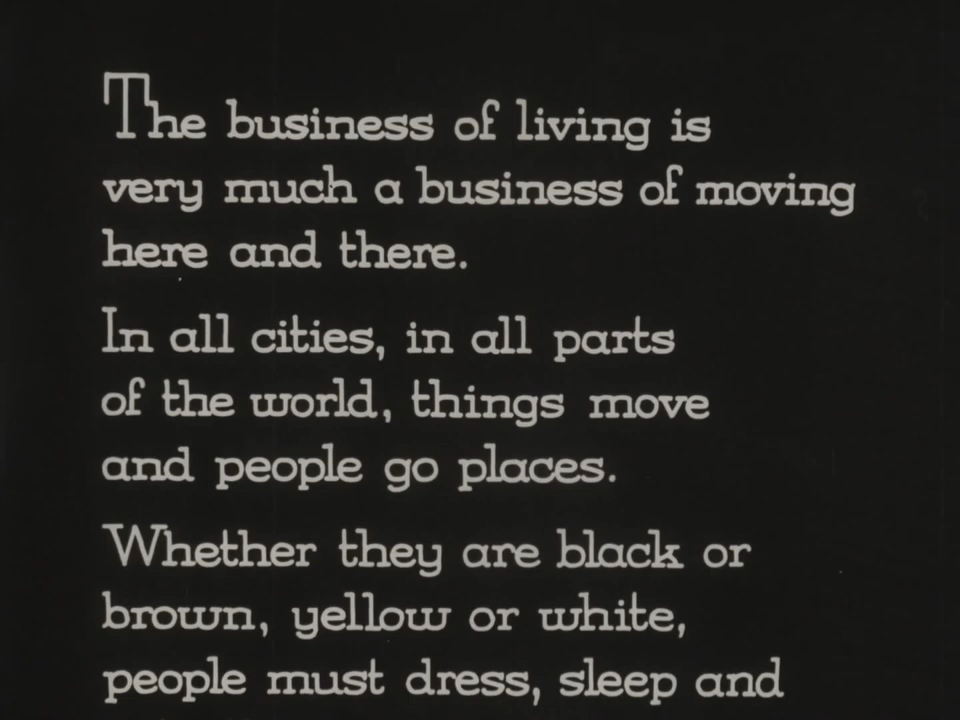 The business of living is
very much a business of moving
here and there.
In all cities, in all parts
of the world, things move
and people go places.
Whether they are black or
brown, yellow or white,
people must dress, sleep and